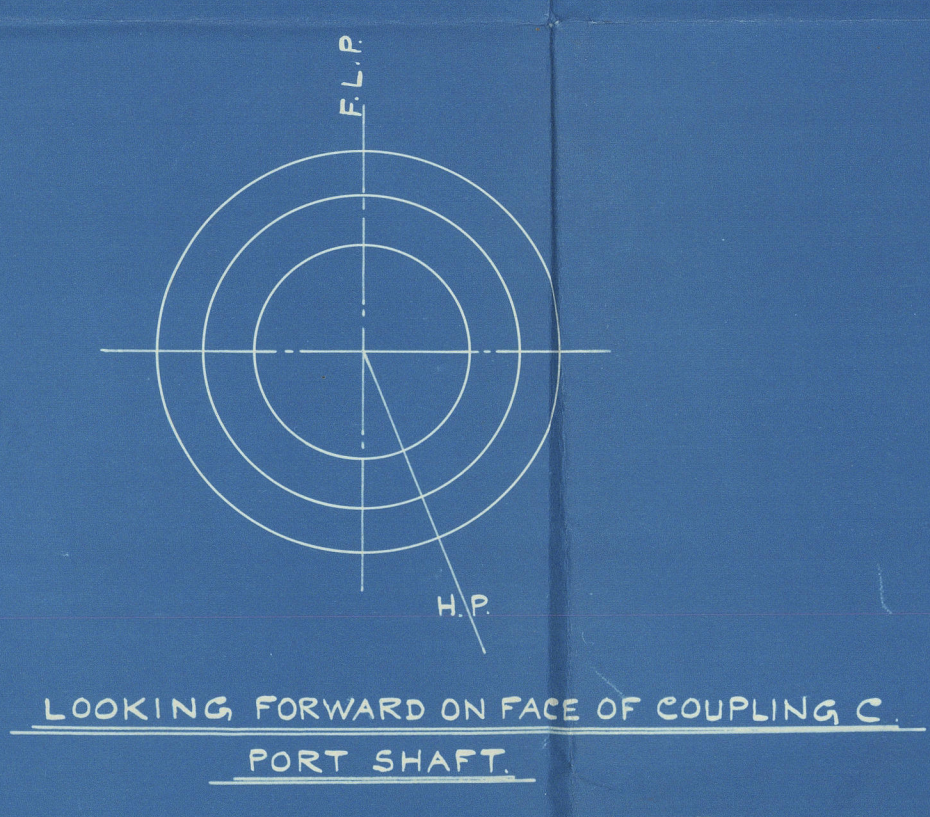 F. L. P.
H. P.
LOOKING FORWARD ON FACE OF COUPLING C.
PORT SHAFT.